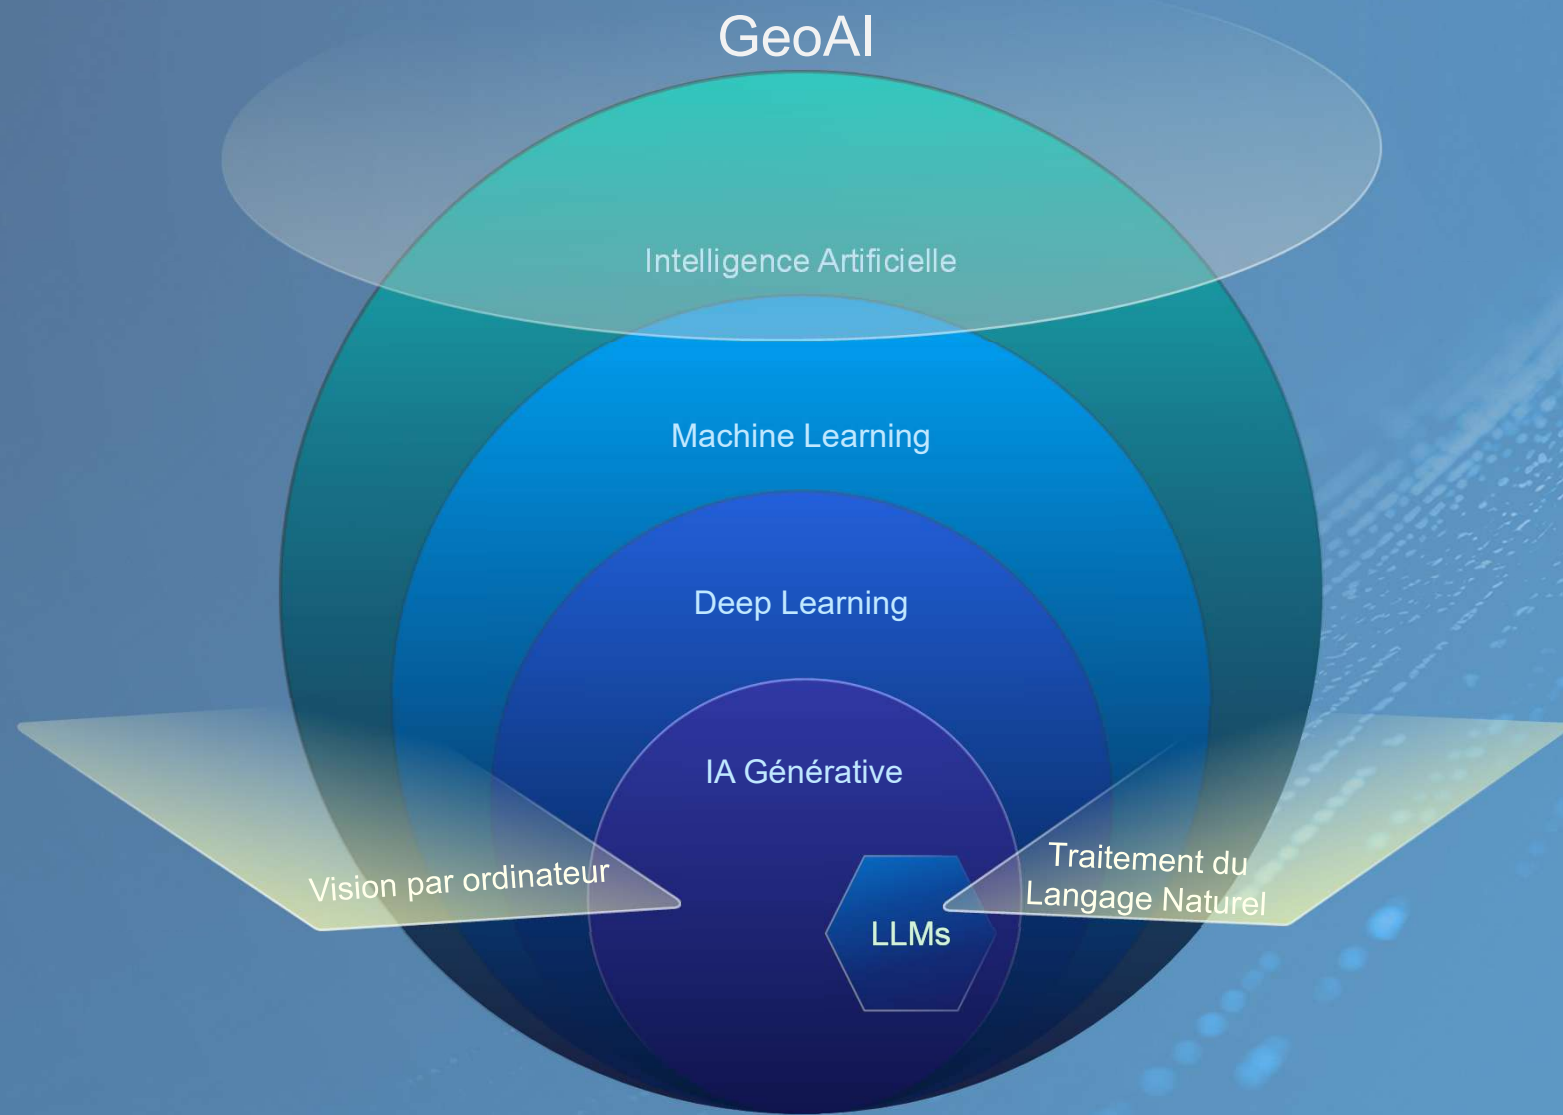 GeoAI
Intelligence Artificielle
Machine Learning
Deep Learning
IA Générative
Vision par ordinateur
Traitement du
Langage Naturel
LLMs